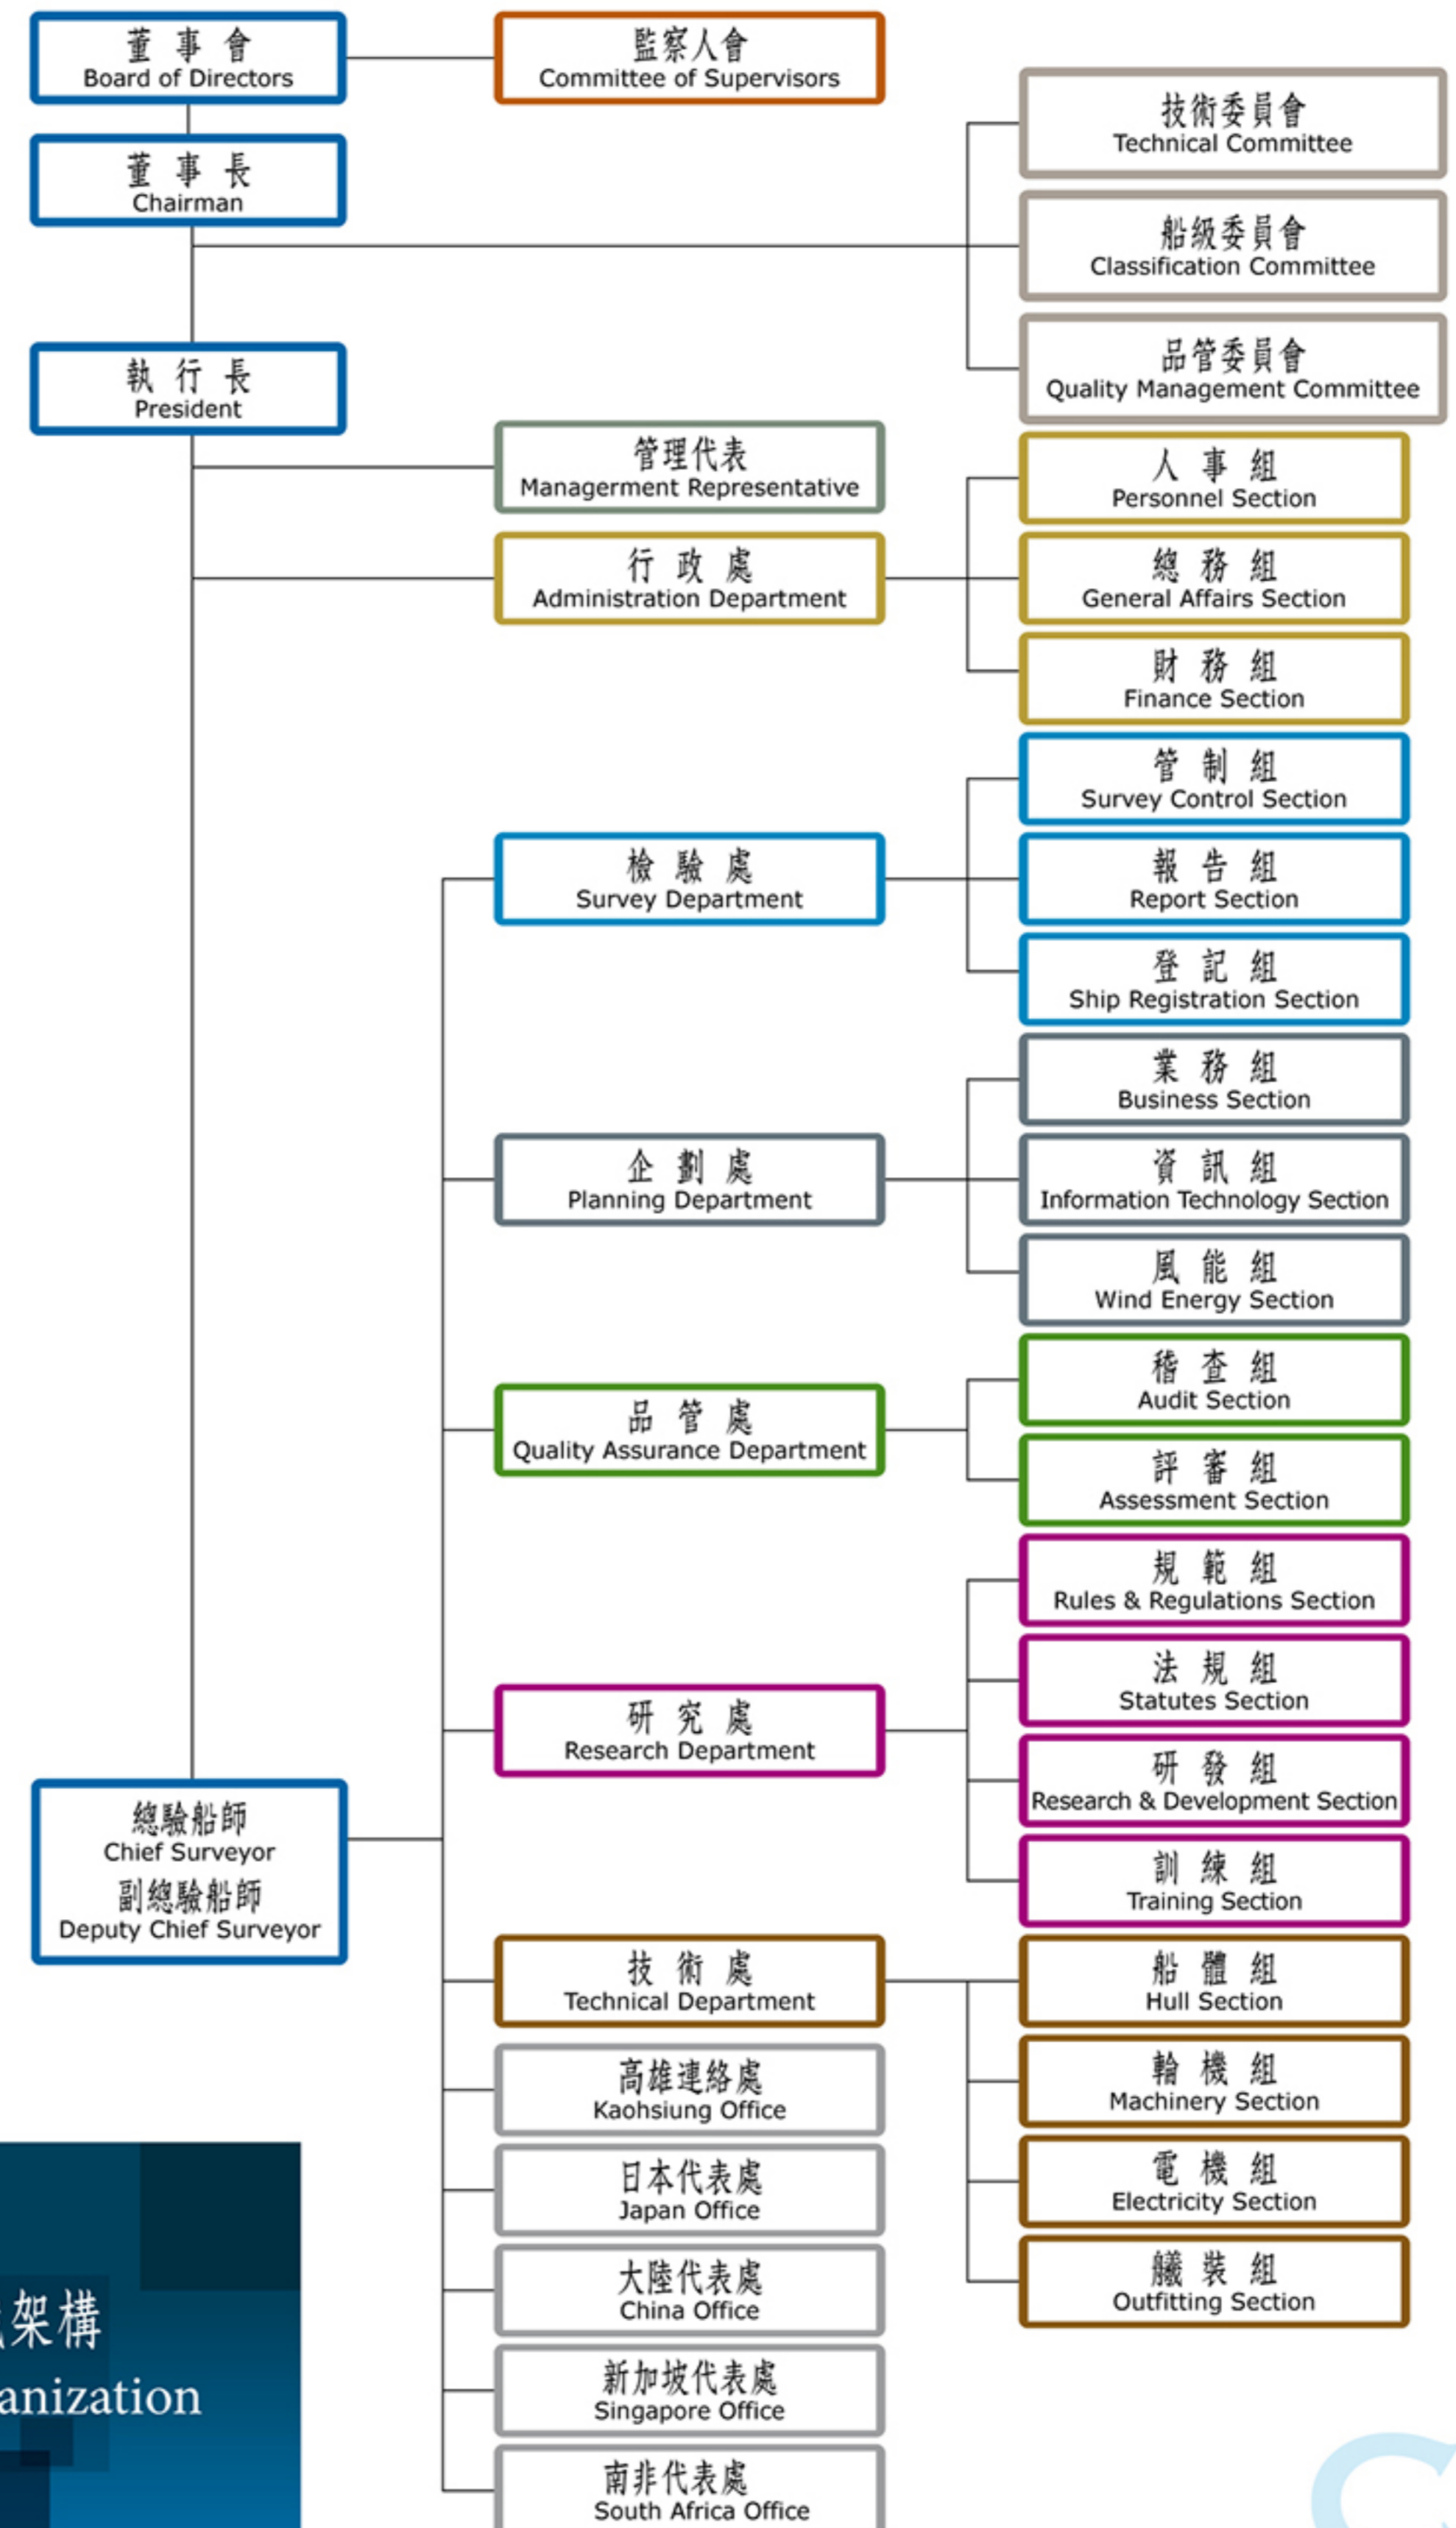 董事會
Board of Directors
監察人會
Committee of Supervisors
董事長
Chairman
技術委員會
Technical Committee
船級委員會
Classification Committee
品管委員會
Quality Management Committee
執行長
President
管理代表
Managerment Representative
行政處
Administration Department
人事組
Personnel Section
總務組
General Affairs Section
財務組
Finance Section
檢驗處
Survey Department
管制組
Survey Control Section
報告組
Report Section
登記組
Ship Registration Section
企劃處
Planning Department
業務組
Business Section
資訊組
Information Technology Section
風能組
Wind Energy Section
品管處
Quality Assurance Department
稽查組
Audit Section
評審組
Assessment Section
研究處
Research Department
規範組
Rules & Regulations Section
法規組
Statutes Section
研發組
Research & Development Section
訓練組
Training Section
總驗船師
Chief Surveyor
副總驗船師
Deputy Chief Surveyor
技術處
Technical Department
船體組
Hull Section
輪機組
Machinery Section
電機組
Electricity Section
艤裝組
Outfitting Section
高雄連絡處
Kaohsiung Office
日本代表處
Japan Office
大陸代表處
China Office
新加坡代表處
Singapore Office
南非代表處
South Africa Office
架構
anization